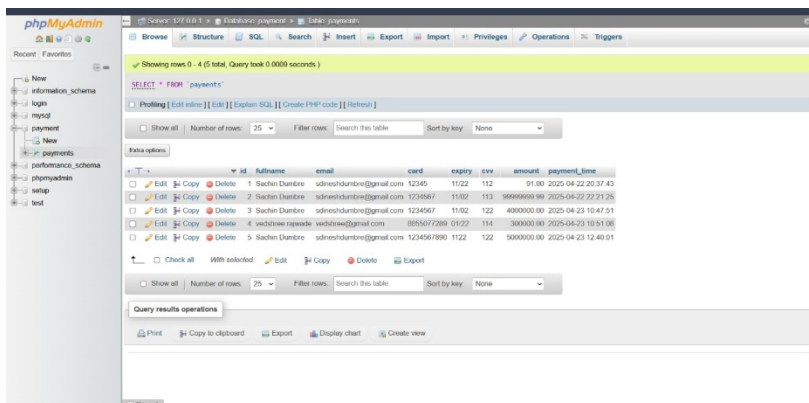 phpMyAdmin
Recent Favorites
New
information_schema
login
mysql
payment
New
payments
performance_schema
phpmyadmin
setup
test
Server: 127.0.0.1 » Database: payment » Table: payments
Browse Structure SQL Search Insert Export Import Privileges Operations Triggers
Showing rows 0 - 4 (5 total, Query took 0.0009 seconds.)
SELECT * FROM `payments`
Profiling [ Edit inline ] [ Edit ] [ Explain SQL ] [ Create PHP code ] [ Refresh ]
Show all | Number of rows: 25 Filter rows: Search this table Sort by key: None
Extra options
←T→ id fullname email card expiry cvv amount payment_time
Edit Copy Delete 1 Sachin Dumbre sdineshdumbre@gmail.com 12345 11/22 112 91.00 2025-04-22 20:37:43
Edit Copy Delete 2 Sachin Dumbre sdineshdumbre@gmail.com 1234567 11/02 113 99999999.99 2025-04-22 22:21:25
Edit Copy Delete 3 Sachin Dumbre sdineshdumbre@gmail.com 1234567 11/02 122 4000000.00 2025-04-23 10:47:51
Edit Copy Delete 4 vedshree raywade vedshree@gmail.com 8855077289 01/22 114 300000.00 2025-04-23 10:51:06
Edit Copy Delete 5 Sachin Dumbre sdineshdumbre@gmail.com 1234567890 1122 122 5000000.00 2025-04-23 12:40:01
Check all With selected: Edit Copy Delete Export
Show all | Number of rows: 25 Filter rows: Search this table Sort by key: None
Query results operations
Print Copy to clipboard Export Display chart Create view